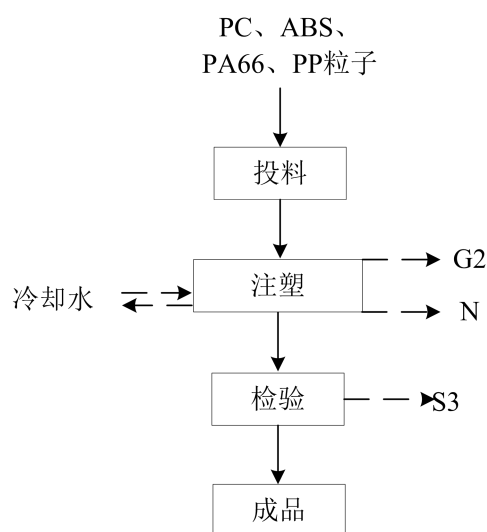 PC、ABS、
PA66、PP粒子
投料
G2
注塑
冷却水
N
检验
S3
成品